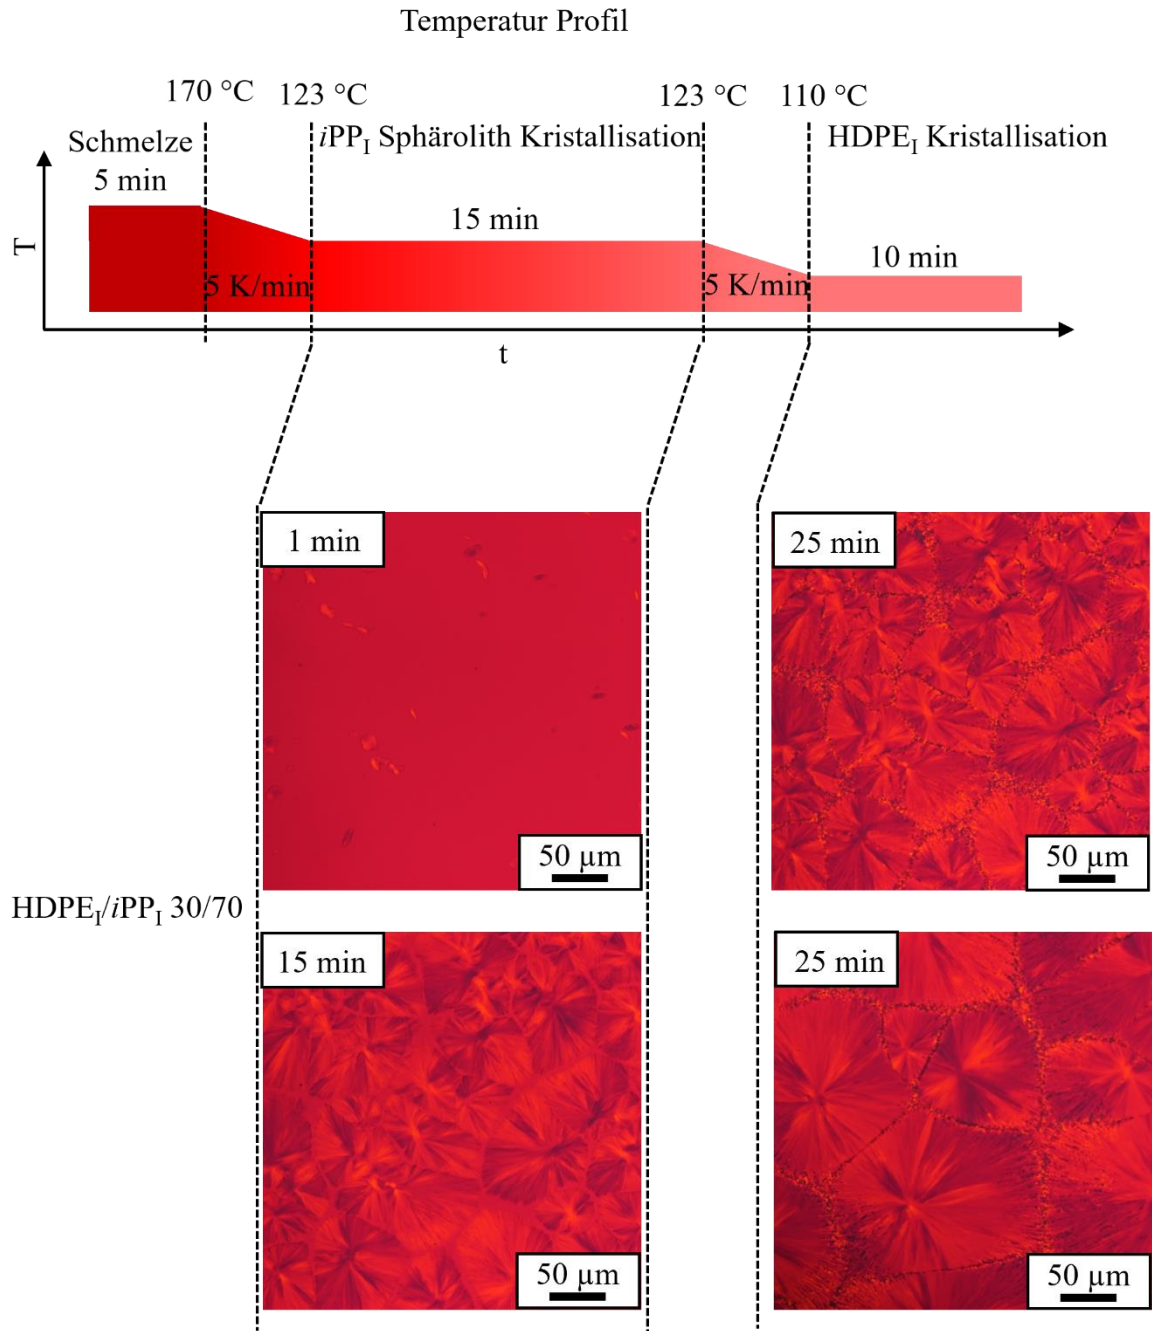 Temperatur Profil
170 °C
123 °C
123 °C
110 °C
Schmelze
iPPI Sphärolith Kristallisation
HDPEI Kristallisation
5 min
15 min
10 min
T
5 K/min
5 K/min
t
1 min
25 min
50 µm
50 µm
HDPEI/iPPI 30/70
15 min
25 min
50 µm
50 µm